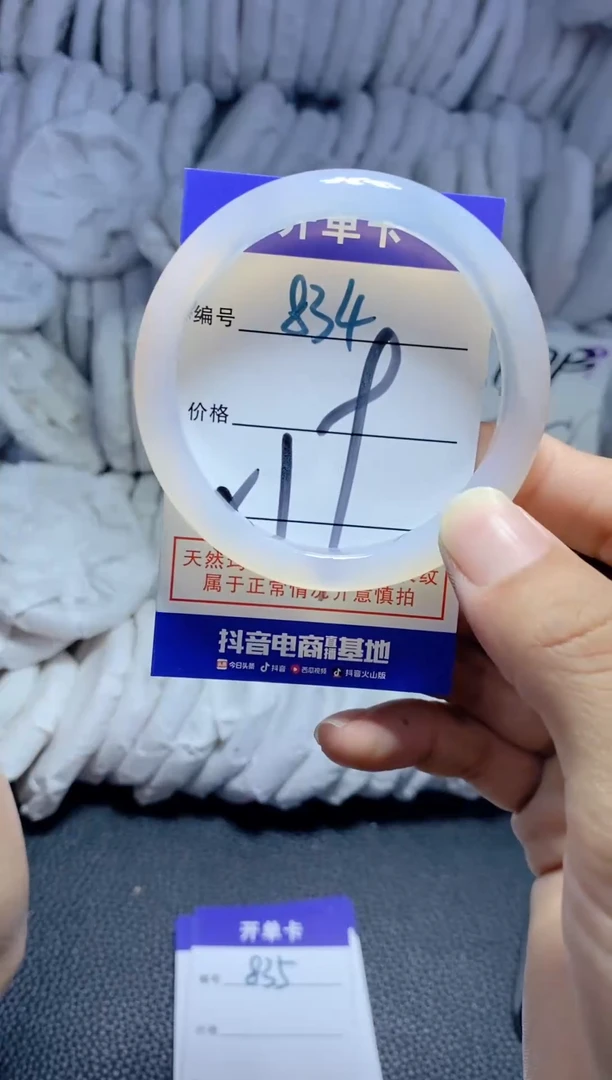 开单卡
编号 834
价格
属于正常情况介意慎拍
抖音电商直播基地
今日头条 抖音 西瓜视频 抖音火山版
开单卡
编号 835
价格